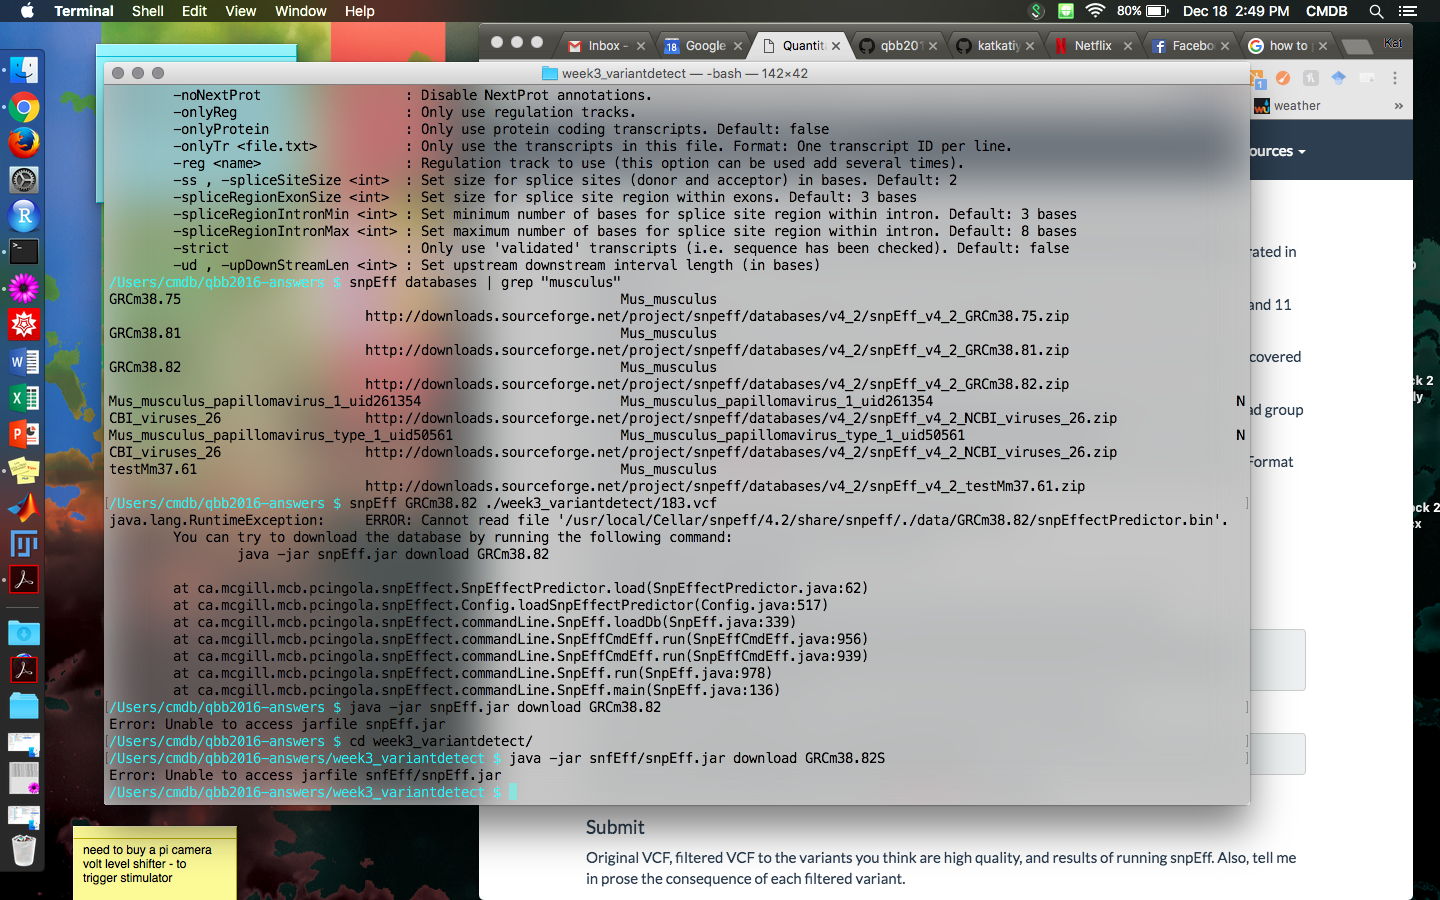 Terminal Shell Edit View Window Help
80% Dec 18 2:49 PM CMDB
Inbox - Google Quantit qbb201 katkatiy Netflix Facebo how to Kat
18
week3_variantdetect — -bash — 142×42
weather »
-noNextProt : Disable NextProt annotations.
-onlyReg : Only use regulation tracks.
-onlyProtein : Only use protein coding transcripts. Default: false
-onlyTr <file.txt> : Only use the transcripts in this file. Format: One transcript ID per line.
-reg <name> : Regulation track to use (this option can be used add several times).
-ss , -spliceSiteSize <int> : Set size for splice sites (donor and acceptor) in bases. Default: 2
-spliceRegionExonSize <int> : Set size for splice site region within exons. Default: 3 bases
-spliceRegionIntronMin <int> : Set minimum number of bases for splice site region within intron. Default: 3 bases
-spliceRegionIntronMax <int> : Set maximum number of bases for splice site region within intron. Default: 8 bases
-strict : Only use 'validated' transcripts (i.e. sequence has been checked). Default: false
-ud , -upDownStreamLen <int> : Set upstream downstream interval length (in bases)
/Users/cmdb/qbb2016-answers $ snpEff databases | grep "musculus"
GRCm38.75 Mus_musculus
http://downloads.sourceforge.net/project/snpeff/databases/v4_2/snpEff_v4_2_GRCm38.75.zip
GRCm38.81 Mus_musculus
http://downloads.sourceforge.net/project/snpeff/databases/v4_2/snpEff_v4_2_GRCm38.81.zip
GRCm38.82 Mus_musculus
http://downloads.sourceforge.net/project/snpeff/databases/v4_2/snpEff_v4_2_GRCm38.82.zip
Mus_musculus_papillomavirus_1_uid261354 Mus_musculus_papillomavirus_1_uid261354 N
CBI_viruses_26 http://downloads.sourceforge.net/project/snpeff/databases/v4_2/snpEff_v4_2_NCBI_viruses_26.zip
Mus_musculus_papillomavirus_type_1_uid50561 Mus_musculus_papillomavirus_type_1_uid50561 N
CBI_viruses_26 http://downloads.sourceforge.net/project/snpeff/databases/v4_2/snpEff_v4_2_NCBI_viruses_26.zip
testMm37.61 Mus_musculus
http://downloads.sourceforge.net/project/snpeff/databases/v4_2/snpEff_v4_2_testMm37.61.zip
/Users/cmdb/qbb2016-answers $ snpEff GRCm38.82 ./week3_variantdetect/183.vcf
java.lang.RuntimeException: ERROR: Cannot read file '/usr/local/Cellar/snpeff/4.2/share/snpeff/./data/GRCm38.82/snpEffectPredictor.bin'.
You can try to download the database by running the following command:
java -jar snpEff.jar download GRCm38.82
at ca.mcgill.mcb.pcingola.snpEffect.SnpEffectPredictor.load(SnpEffectPredictor.java:62)
at ca.mcgill.mcb.pcingola.snpEffect.Config.loadSnpEffectPredictor(Config.java:517)
at ca.mcgill.mcb.pcingola.snpEffect.commandLine.SnpEff.loadDb(SnpEff.java:339)
at ca.mcgill.mcb.pcingola.snpEffect.commandLine.SnpEffCmdEff.run(SnpEffCmdEff.java:956)
at ca.mcgill.mcb.pcingola.snpEffect.commandLine.SnpEffCmdEff.run(SnpEffCmdEff.java:939)
at ca.mcgill.mcb.pcingola.snpEffect.commandLine.SnpEff.run(SnpEff.java:978)
at ca.mcgill.mcb.pcingola.snpEffect.commandLine.SnpEff.main(SnpEff.java:136)
/Users/cmdb/qbb2016-answers $ java -jar snpEff.jar download GRCm38.82
Error: Unable to access jarfile snpEff.jar
/Users/cmdb/qbb2016-answers $ cd week3_variantdetect/
/Users/cmdb/qbb2016-answers/week3_variantdetect $ java -jar snfEff/snpEff.jar download GRCm38.82S
Error: Unable to access jarfile snfEff/snpEff.jar
/Users/cmdb/qbb2016-answers/week3_variantdetect $
ources
rated in
and 11
covered
ad group
Format
ck 2
ly
ock 2
cx
Submit
Original VCF, filtered VCF to the variants you think are high quality, and results of running snpEff. Also, tell me
in prose the consequence of each filtered variant.
need to buy a pi camera
volt level shifter - to
trigger stimulator